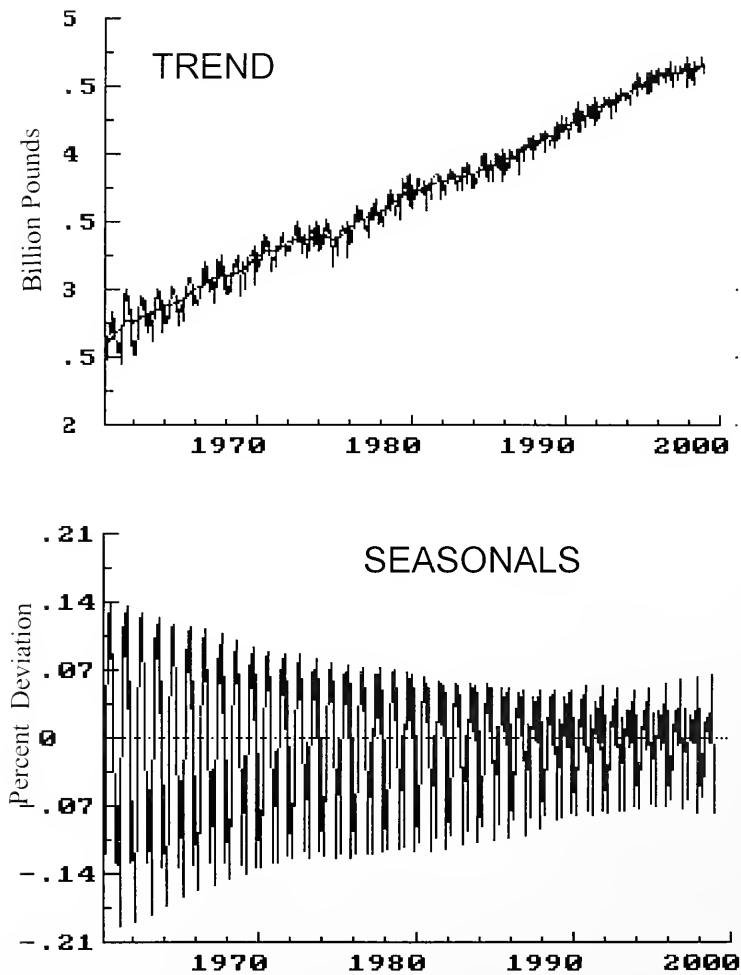 5
TREND
.5
4
.5
3
.5
2
Billion Pounds
1970 1980 1990 2000
.21
SEASONALS
.14
.07
0
.07
-.14
-.21
Percent Deviation
1970 1980 1990 2000